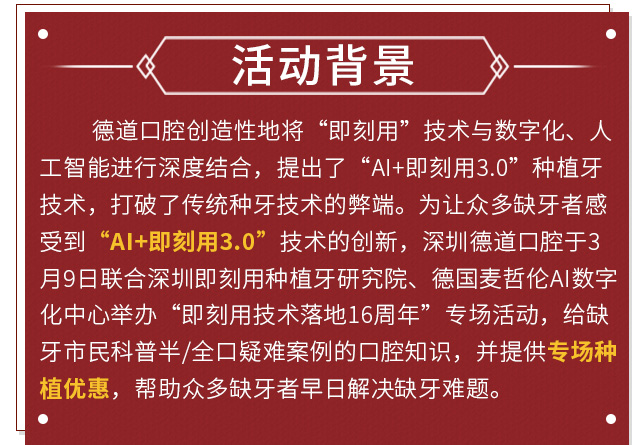 活动背景
德道口腔创造性地将“即刻用”技术与数字化、人
工智能进行深度结合，提出了“AI+即刻用3.0”种植牙
技术，打破了传统种牙技术的弊端。为让众多缺牙者感
受到“AI+即刻用3.0”技术的创新，深圳德道口腔于3
月9日联合深圳即刻用种植牙研究院、德国麦哲伦AI数字
化中心举办“即刻用技术落地16周年”专场活动，给缺
牙市民科普半/全口疑难案例的口腔知识，并提供专场种
植优惠，帮助众多缺牙者早日解决缺牙难题。